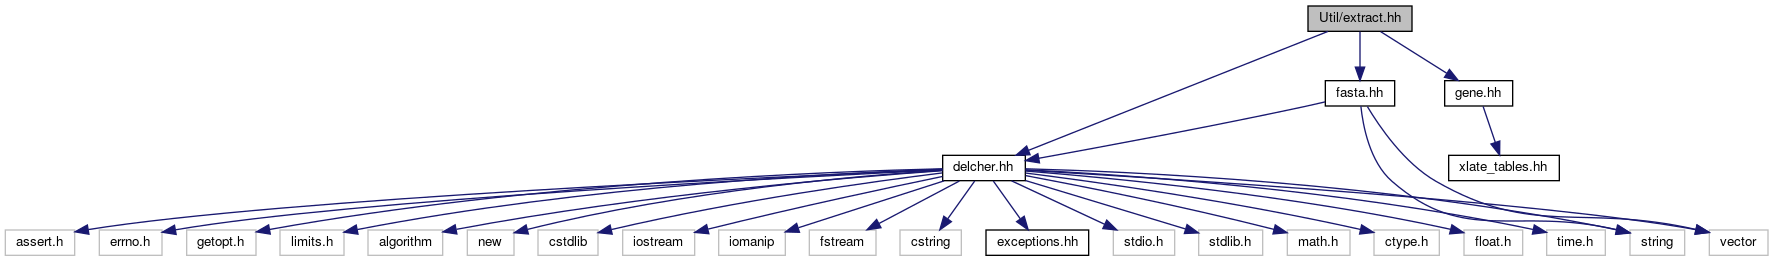 Util/extract.hh
fasta.hh
gene.hh
delcher.hh
xlate_tables.hh
assert.h
errno.h
getopt.h
limits.h
algorithm
new
cstdlib
iostream
iomanip
fstream
cstring
exceptions.hh
stdio.h
stdlib.h
math.h
ctype.h
float.h
time.h
string
vector